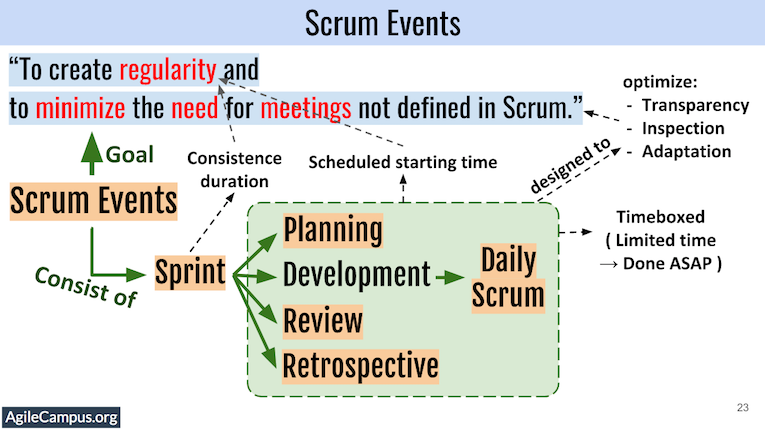 Scrum Events
“To create regularity and
to minimize the need for meetings not defined in Scrum.”
optimize:
- Transparency
- Inspection
- Adaptation
Goal
Consistence
duration
Scheduled starting time
designed to
Scrum Events
Consist of
Sprint
Planning
Development
Review
Retrospective
Daily
Scrum
Timeboxed
( Limited time
→ Done ASAP )
AgileCampus.org
23